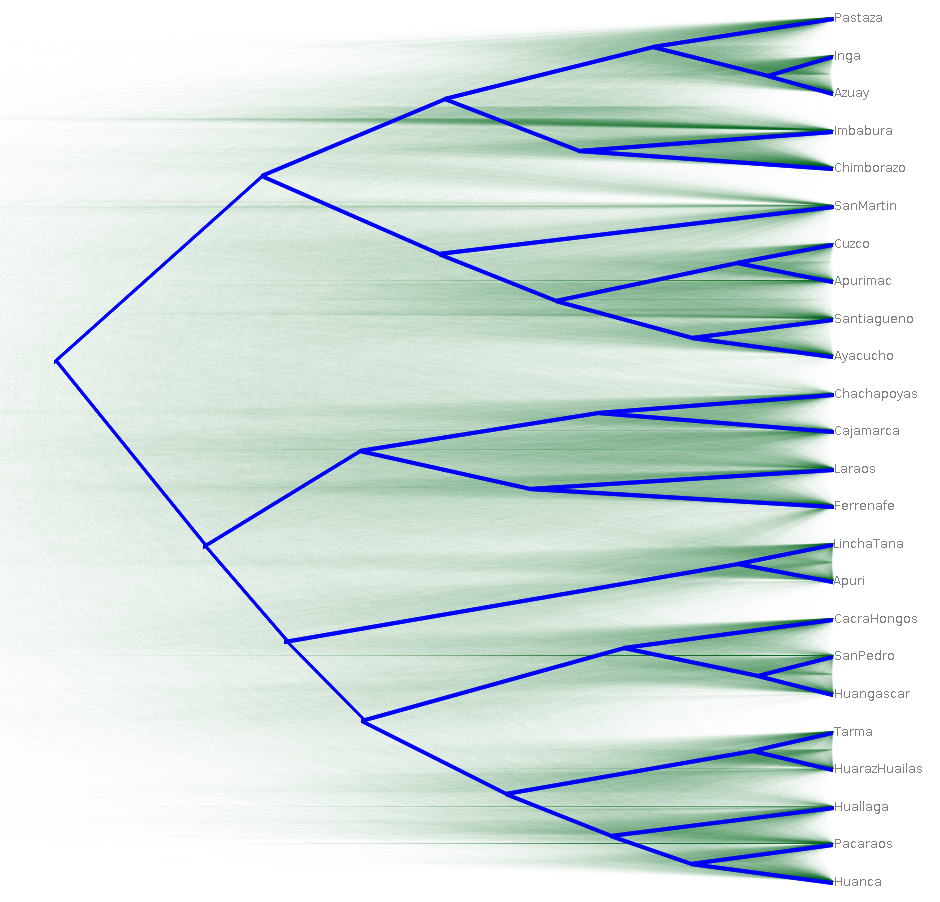 Pastaza
Inga
Azuay
Imbabura
Chimborazo
SanMartin
Cuzco
Apurimac
Santiagueno
Ayacucho
Chachapoyas
Cajamarca
Laraos
Ferrenafe
LinchaTana
Apuri
CacraHongos
SanPedro
Huangascar
Tarma
HuarazHuailas
Huallaga
Pacaraos
Huanca